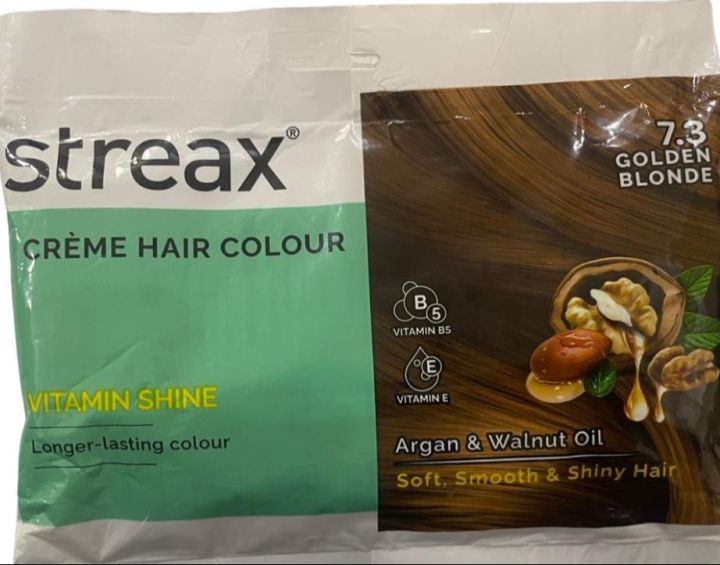 streax®
CRÈME HAIR COLOUR
VITAMIN SHINE
Longer-lasting colour
7.3
GOLDEN
BLONDE
B5
VITAMIN B5
E
VITAMIN E
Argan & Walnut Oil
Soft, Smooth & Shiny Hair